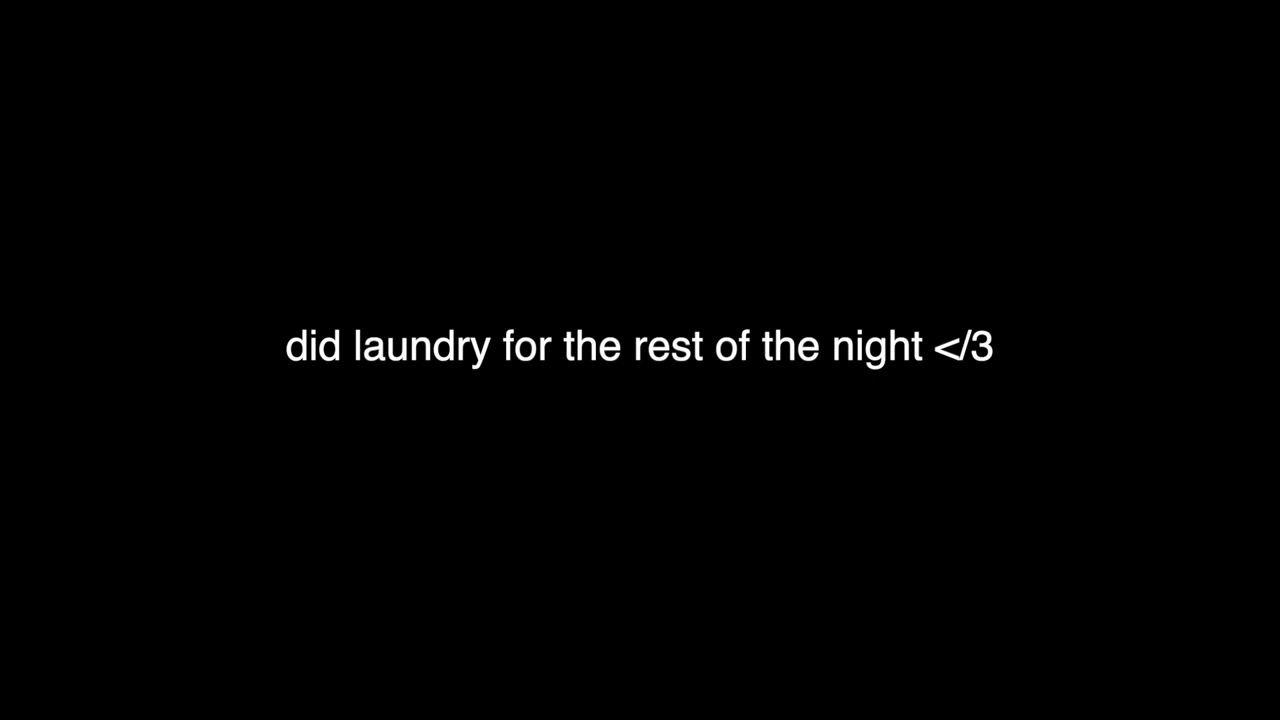 did laundry for the rest of the night </3